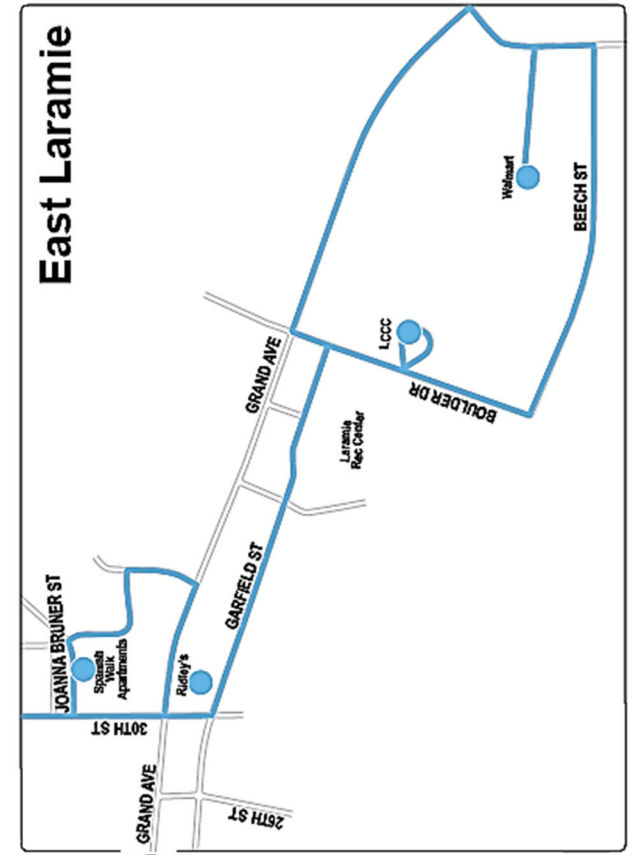 East Laramie
JOANNA BRUNER ST
Spanish
Walk
Apartments
30TH ST
Ridley's
GRAND AVE
26TH ST
GARFIELD ST
GRAND AVE
Laramie
Rec Center
LCCC
BOULDER DR
Walmart
BEECH ST